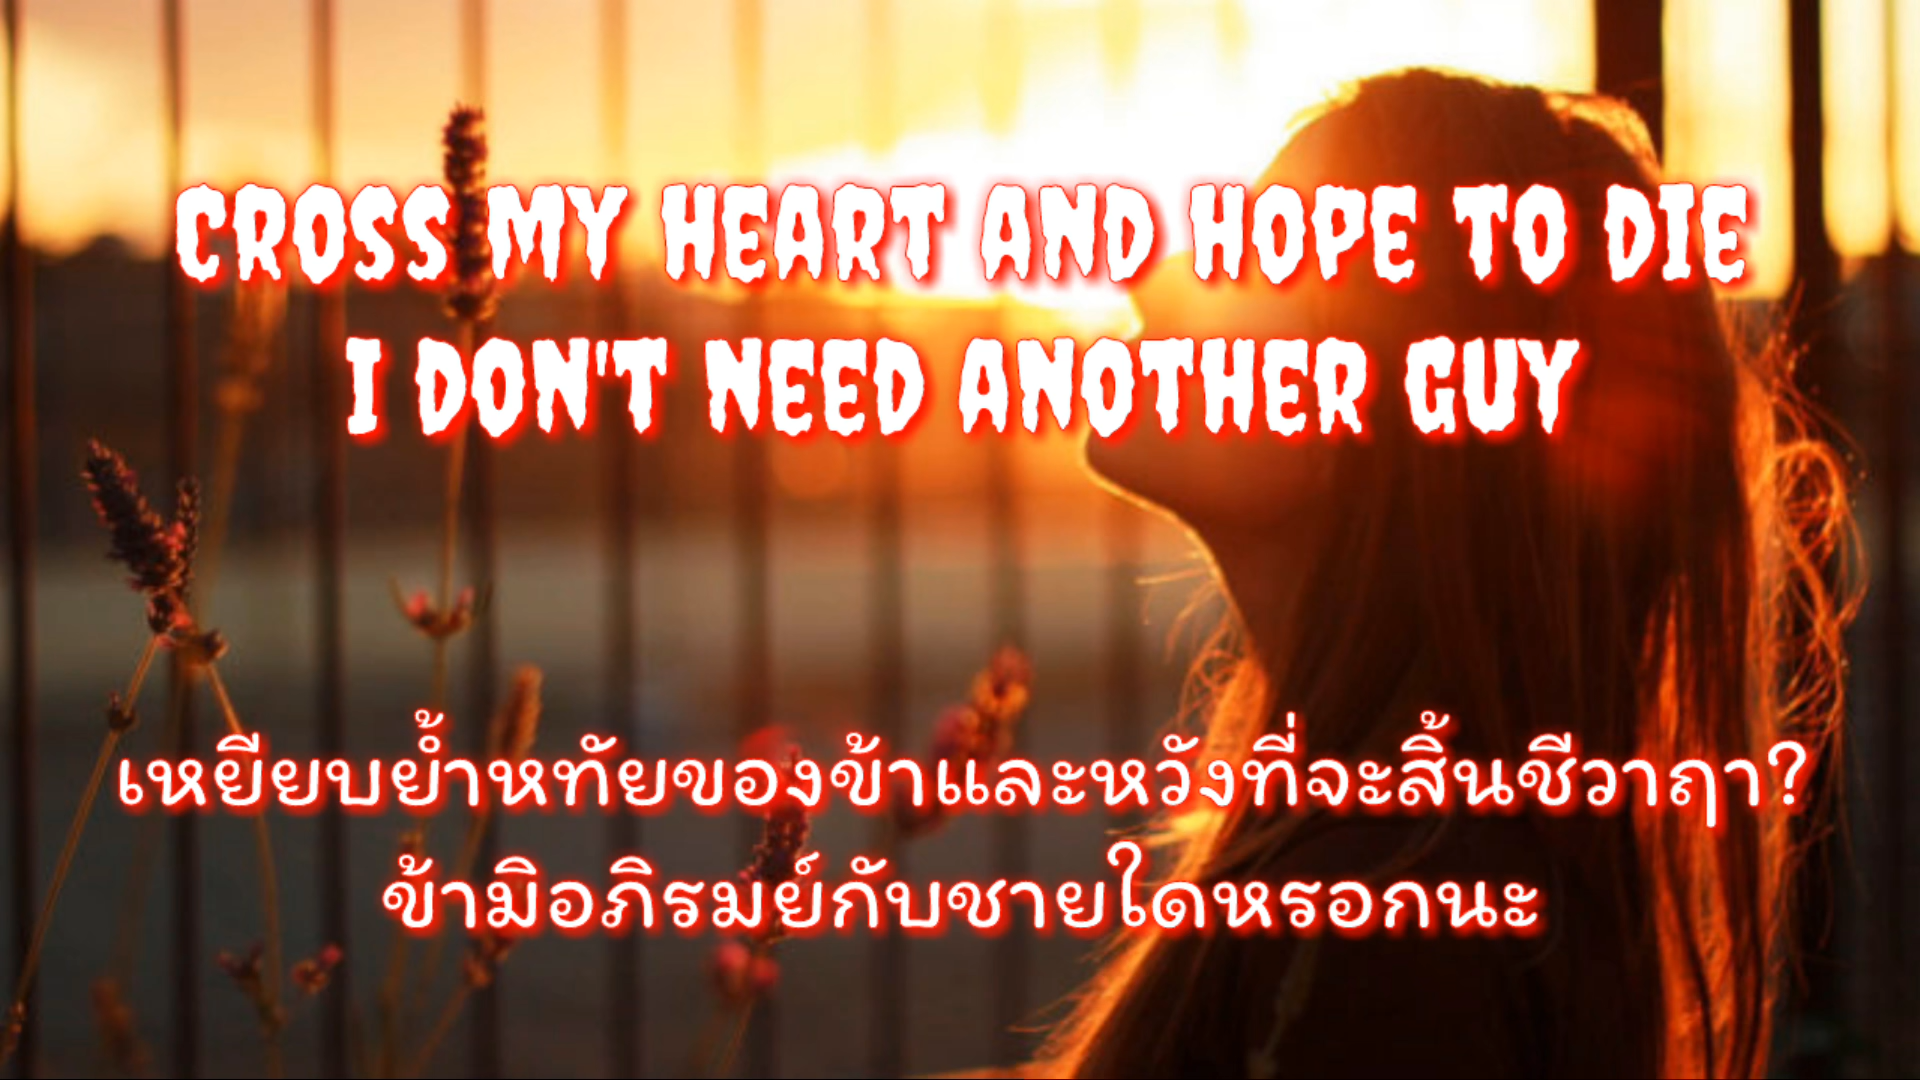 CROSS MY HEART AND HOPE TO DIE
I DON'T NEED ANOTHER GUY
เหยียบย้ำหทัยของข้าและหวังที่จะสิ้นชีวาฤา?
ข้ามิอภิรมย์กับชายใดหรอกนะ